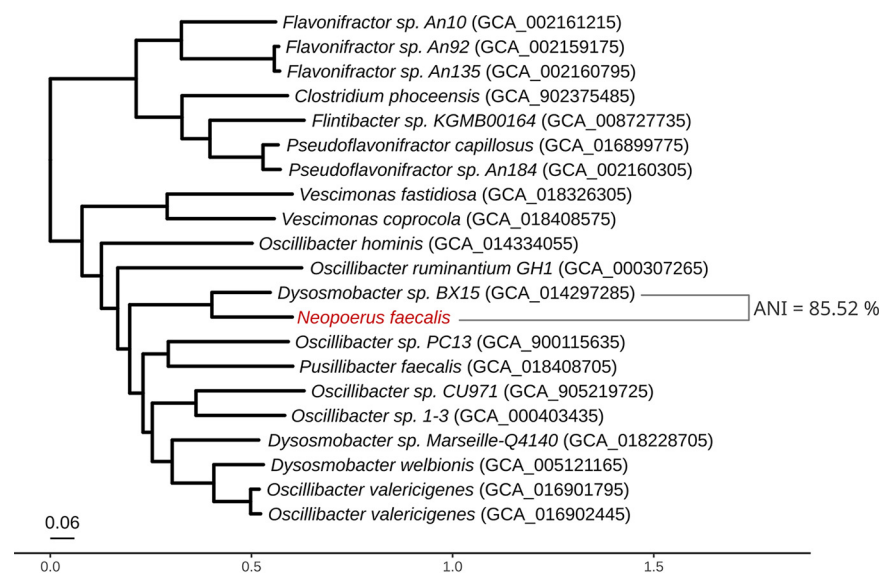 Flavonifractor sp. An10 (GCA_002161215)
Flavonifractor sp. An92 (GCA_002159175)
Flavonifractor sp. An135 (GCA_002160795)
Clostridium phoceensis (GCA_902375485)
Flintibacter sp. KGMB00164 (GCA_008727735)
Pseudoflavonifractor capillosus (GCA_016899775)
Pseudoflavonifractor sp. An184 (GCA_002160305)
Vescimonas fastidiosa (GCA_018326305)
Vescimonas coprocola (GCA_018408575)
Oscillibacter hominis (GCA_014334055)
Oscillibacter ruminantium GH1 (GCA_000307265)
Dysosmobacter sp. BX15 (GCA_014297285)
ANI = 85.52 %
Neopoerus faecalis
Oscillibacter sp. PC13 (GCA_900115635)
Pusillibacter faecalis (GCA_018408705)
Oscillibacter sp. CU971 (GCA_905219725)
Oscillibacter sp. 1-3 (GCA_000403435)
Dysosmobacter sp. Marseille-Q4140 (GCA_018228705)
Dysosmobacter welbionis (GCA_005121165)
Oscillibacter valericigenes (GCA_016901795)
Oscillibacter valericigenes (GCA_016902445)
0.06
0.0 0.5 1.0 1.5